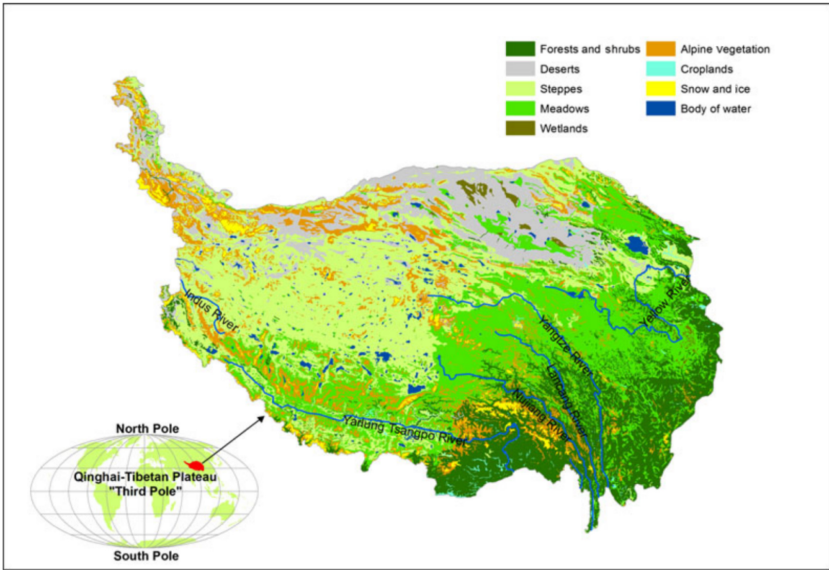 Forests and shrubs
Deserts
Steppes
Meadows
Wetlands
Alpine vegetation
Croplands
Snow and ice
Body of water
Indus River
Yellow River
Yangtze River
Lancang River
Nujiang River
Yarlung Tsangpo River
North Pole
Qinghai-Tibetan Plateau
"Third Pole"
South Pole